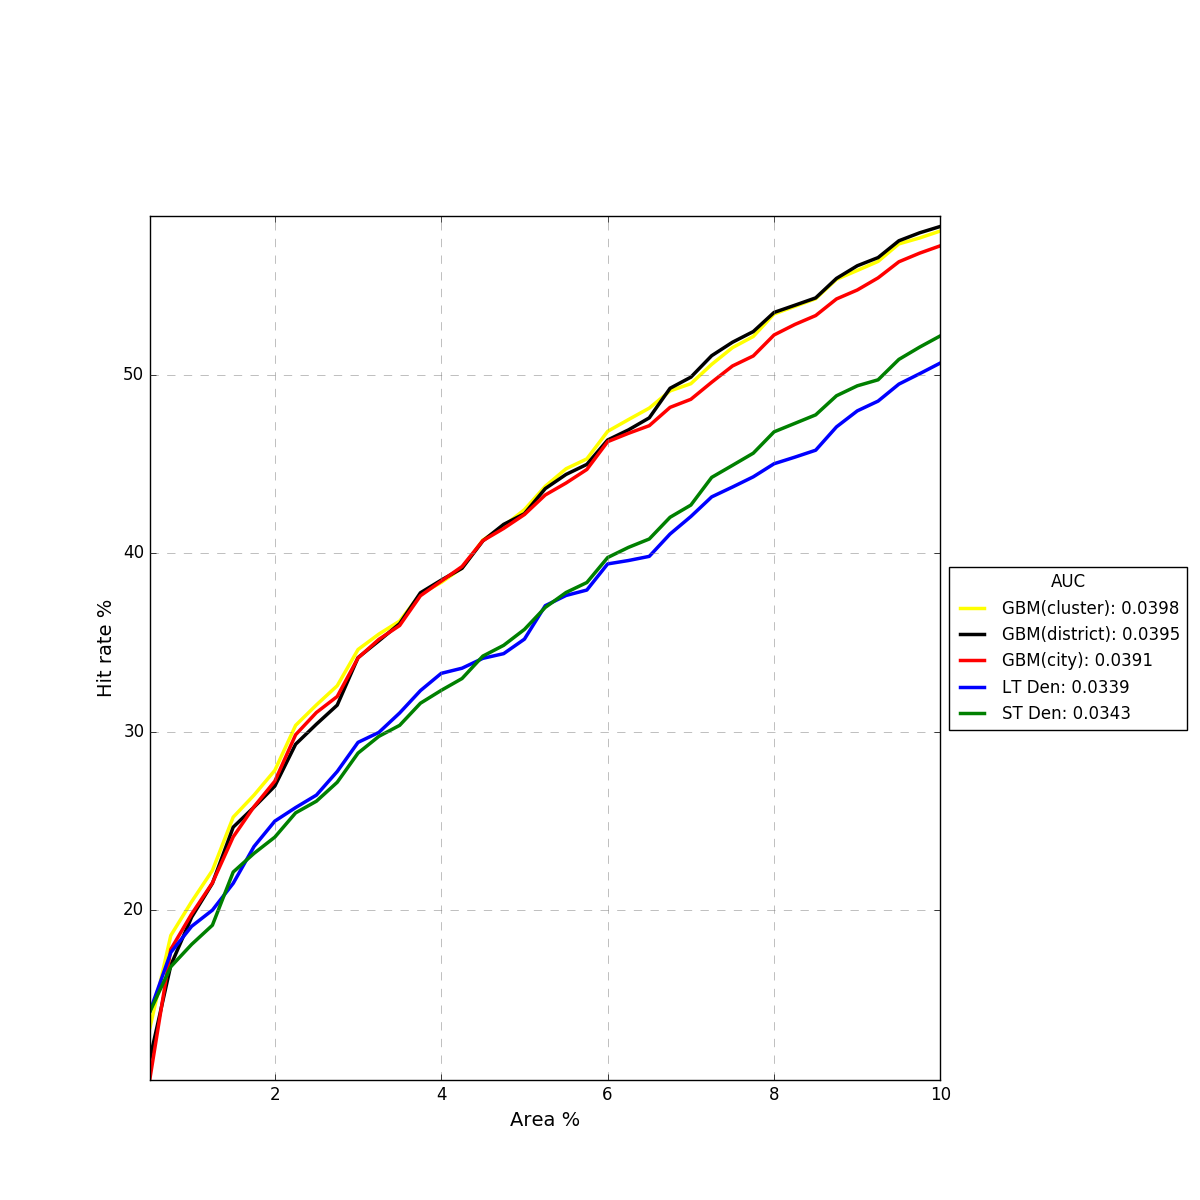 50
40
30
20
Hit rate %
2 4 6 8 10
Area %
AUC
GBM(cluster): 0.0398
GBM(district): 0.0395
GBM(city): 0.0391
LT Den: 0.0339
ST Den: 0.0343